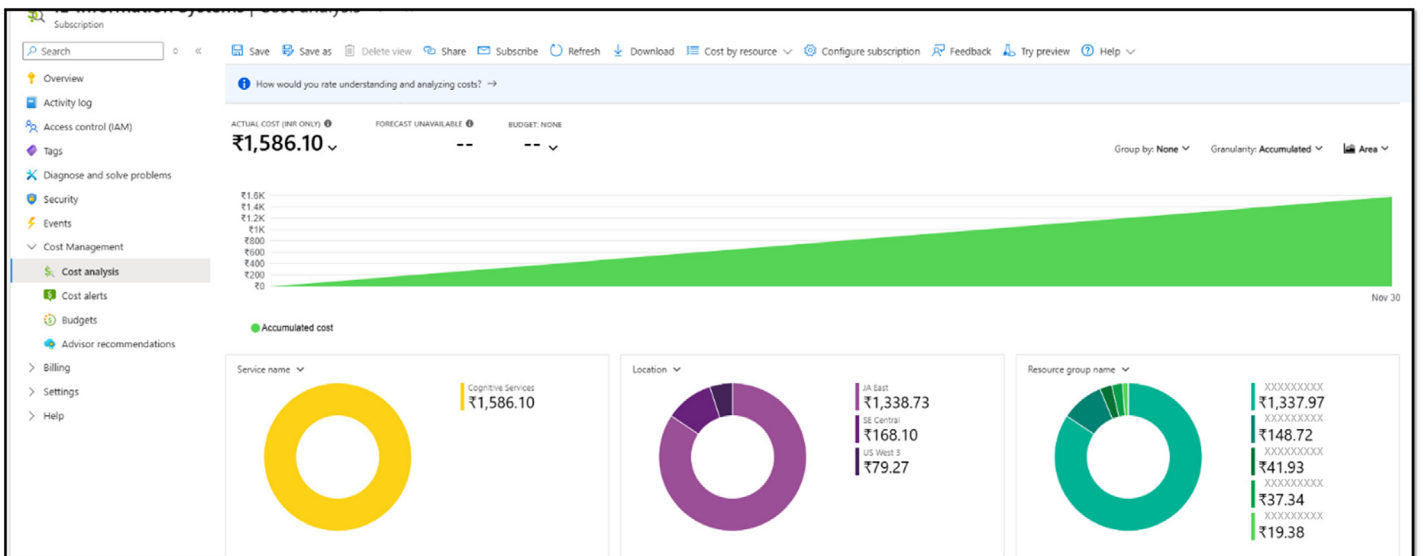 Information Systems | Cost analysis
Subscription
Search
Save Save as Delete view Share Subscribe Refresh Download Cost by resource Configure subscription Feedback Try preview Help
Overview
Activity log
Access control (IAM)
Tags
Diagnose and solve problems
Security
Events
Cost Management
Cost analysis
Cost alerts
Budgets
Advisor recommendations
Billing
Settings
Help
How would you rate understanding and analyzing costs? →
ACTUAL COST (INR ONLY) FORECAST UNAVAILABLE BUDGET: NONE
₹1,586.10 -- --
Group by: None Granularity: Accumulated Area
₹1.6K
₹1.4K
₹1.2K
₹1K
₹800
₹600
₹400
₹200
₹0
Nov 30
Accumulated cost
Service name
Cognitive Services
₹1,586.10
Location
JA East
₹1,338.73
SE Central
₹168.10
US West 3
₹79.27
Resource group name
XXXXXXXXX
₹1,337.97
XXXXXXXXX
₹148.72
XXXXXXXXX
₹41.93
XXXXXXXXX
₹37.34
XXXXXXXXX
₹19.38